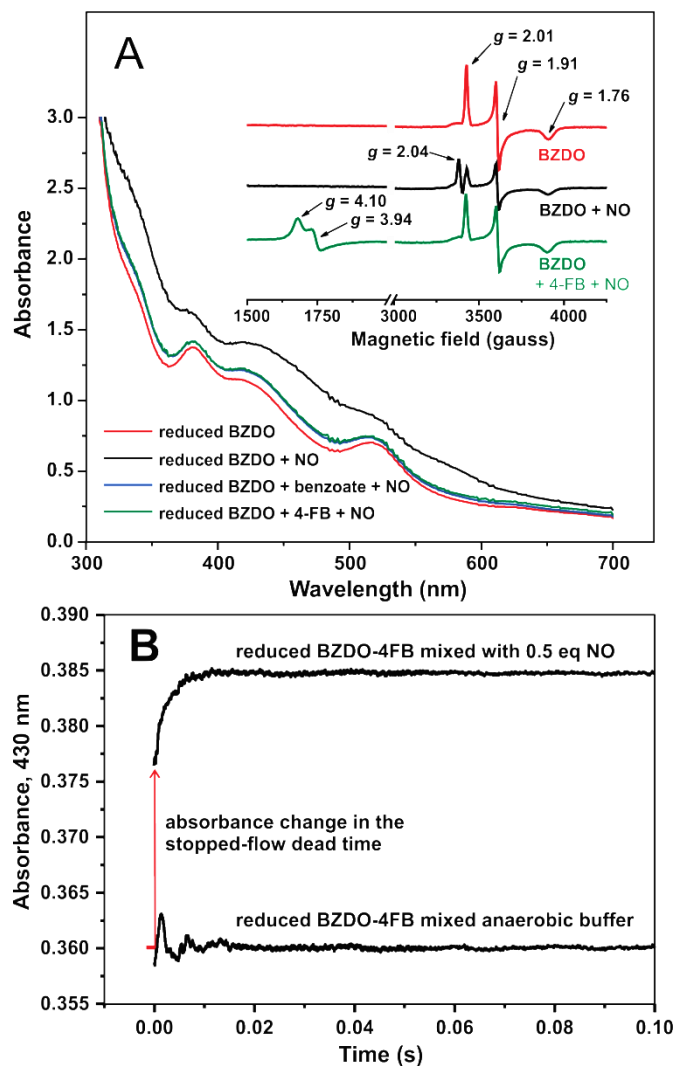 A
g = 2.01
g = 1.91
g = 1.76
BZDO
g = 2.04
BZDO + NO
g = 4.10
g = 3.94
BZDO
+ 4-FB + NO
1500 1750 3000 3500 4000
Magnetic field (gauss)
3.0
2.5
2.0
1.5
1.0
0.5
0.0
Absorbance
reduced BZDO
reduced BZDO + NO
reduced BZDO + benzoate + NO
reduced BZDO + 4-FB + NO
300 400 500 600 700
Wavelength (nm)
B
0.390
0.385
0.380
0.375
0.370
0.365
0.360
0.355
Absorbance, 430 nm
reduced BZDO-4FB mixed with 0.5 eq NO
absorbance change in the
stopped-flow dead time
reduced BZDO-4FB mixed anaerobic buffer
0.00 0.02 0.04 0.06 0.08 0.10
Time (s)